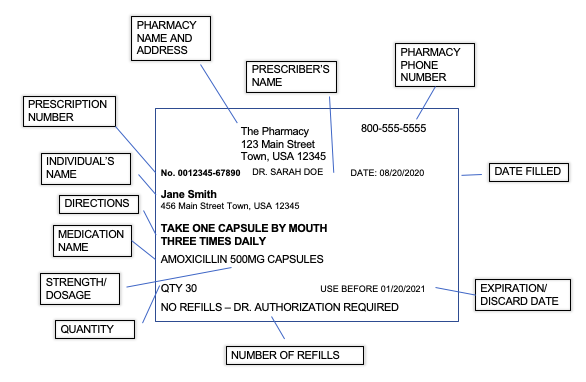 PHARMACY
NAME AND
ADDRESS
PRESCRIBER'S
NAME
PHARMACY
PHONE
NUMBER
PRESCRIPTION
NUMBER
INDIVIDUAL'S
NAME
DIRECTIONS
MEDICATION
NAME
STRENGTH/
DOSAGE
QUANTITY
The Pharmacy
123 Main Street
Town, USA 12345
800-555-5555
No. 0012345-67890 DR. SARAH DOE DATE: 08/20/2020
Jane Smith
456 Main Street Town, USA 12345
TAKE ONE CAPSULE BY MOUTH
THREE TIMES DAILY
AMOXICILLIN 500MG CAPSULES
QTY 30 USE BEFORE 01/20/2021
NO REFILLS – DR. AUTHORIZATION REQUIRED
DATE FILLED
EXPIRATION/
DISCARD DATE
NUMBER OF REFILLS